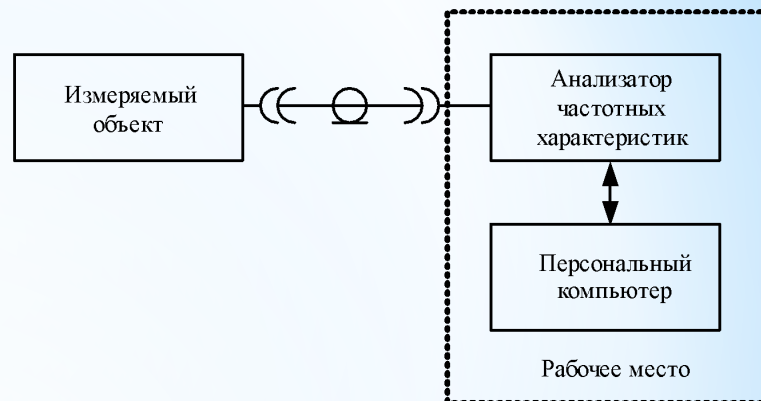 Измеряемый
объект
Анализатор
частотных
характеристик
Персональный
компьютер
Рабочее место